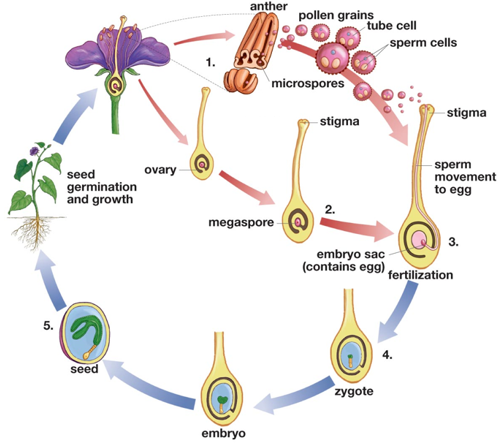 anther
pollen grains
tube cell
sperm cells
1.
microspores
stigma
stigma
ovary
sperm
movement
to egg
seed
germination
and growth
megaspore
2.
3.
embryo sac
(contains egg)
fertilization
5.
4.
seed
zygote
embryo